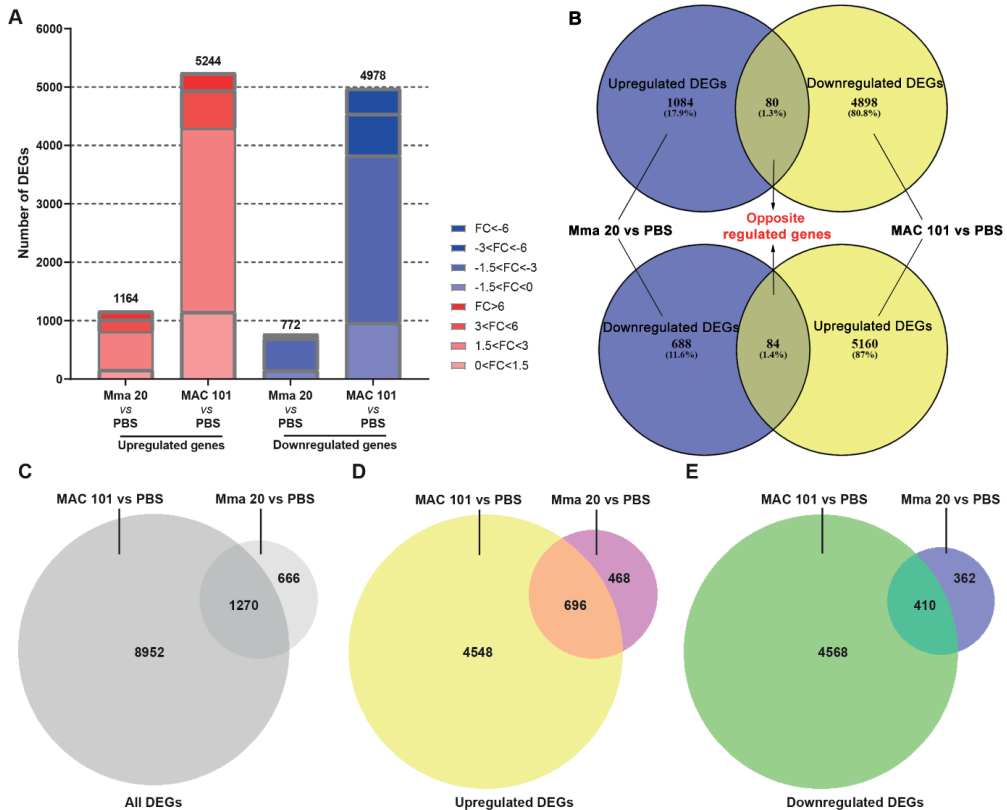 A
Number of DEGs
6000
5000
4000
3000
2000
1000
0
1164
5244
772
4978
Mma 20
vs
PBS
MAC 101
vs
PBS
Mma 20
vs
PBS
MAC 101
vs
PBS
Upregulated genes
Downregulated genes
FC<-6
-3<FC<-6
-1.5<FC<-3
-1.5<FC<0
FC>6
3<FC<6
1.5<FC<3
0<FC<1.5
B
Upregulated DEGs
1084
(17.9%)
80
(1.3%)
Downregulated DEGs
4898
(80.8%)
Mma 20 vs PBS
Opposite
regulated genes
MAC 101 vs PBS
Downregulated DEGs
688
(11.6%)
84
(1.4%)
Upregulated DEGs
5160
(87%)
C
MAC 101 vs PBS
Mma 20 vs PBS
666
1270
8952
All DEGs
D
MAC 101 vs PBS
Mma 20 vs PBS
468
696
4548
Upregulated DEGs
E
MAC 101 vs PBS
Mma 20 vs PBS
362
410
4568
Downregulated DEGs